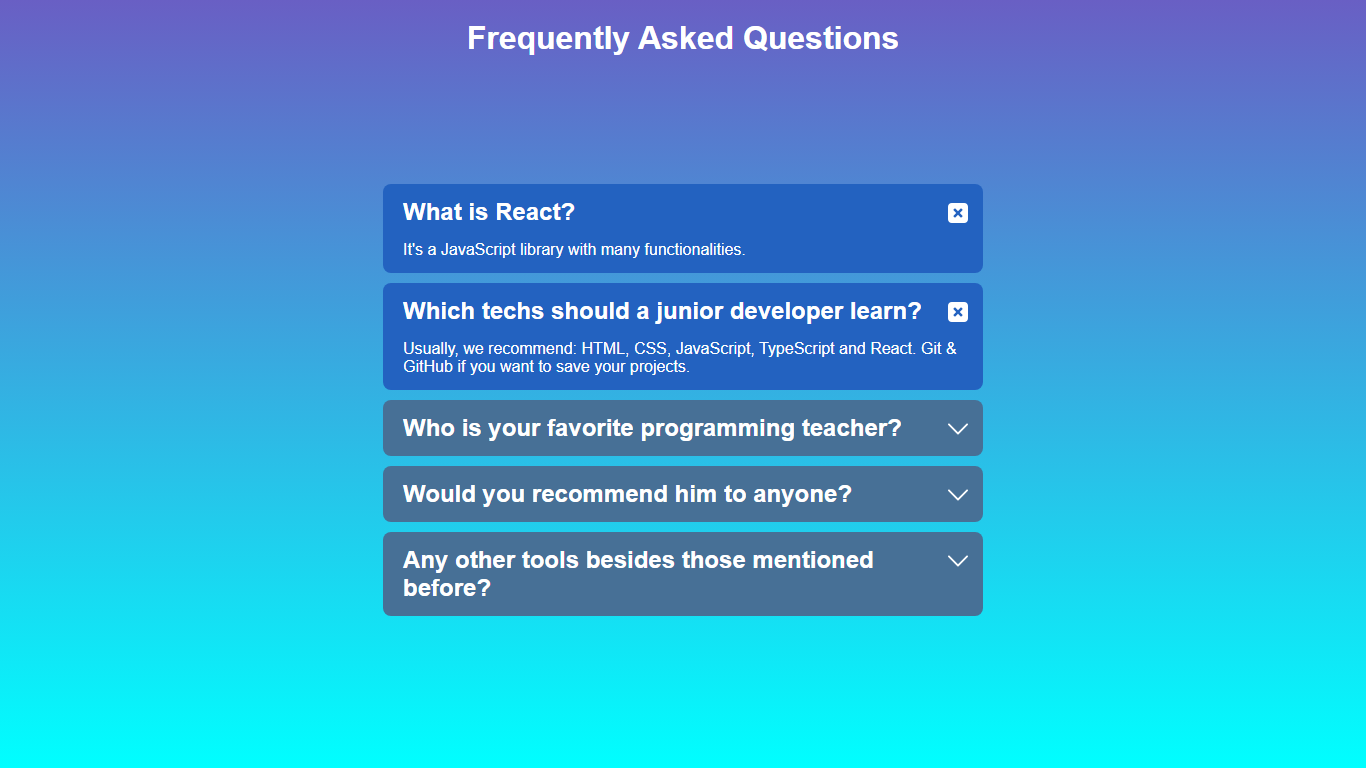 Frequently Asked Questions
What is React?
It's a JavaScript library with many functionalities.
Which techs should a junior developer learn?
Usually, we recommend: HTML, CSS, JavaScript, TypeScript and React. Git &
GitHub if you want to save your projects.
Who is your favorite programming teacher?
Would you recommend him to anyone?
Any other tools besides those mentioned
before?